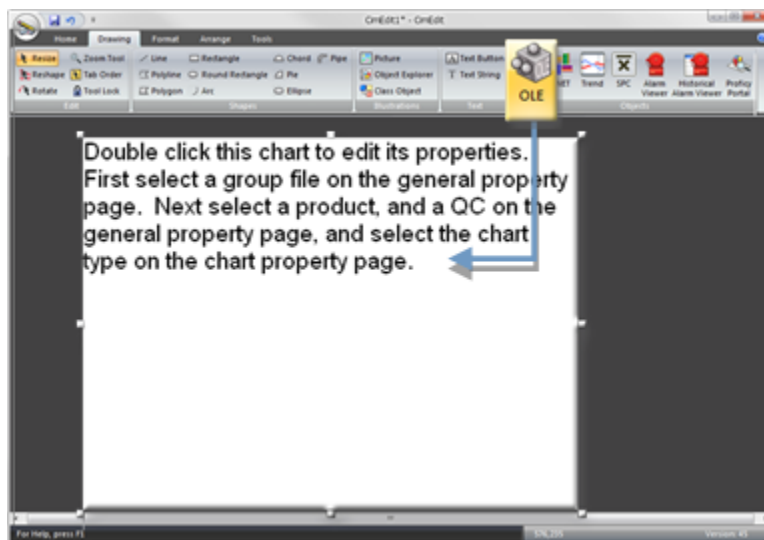 CimEdit1* - CimEdit
Home Drawing Format Arrange Tools
Resize Zoom Tool Line Rectangle Chord Pipe Picture Text Button
OLE
Reshape Tab Order Polyline Round Rectangle Pie Object Explorer Text String Trend SPC Alarm Viewer Historical Alarm Viewer Proficy Portal
Rotate Tool Lock Polygon Arc Ellipse Class Object
Edit Shapes Illustrations Text Objects
Double click this chart to edit its properties.
First select a group file on the general property
page. Next select a product, and a QC on the
general property page, and select the chart
type on the chart property page.
For Help, press F1
Version: 45